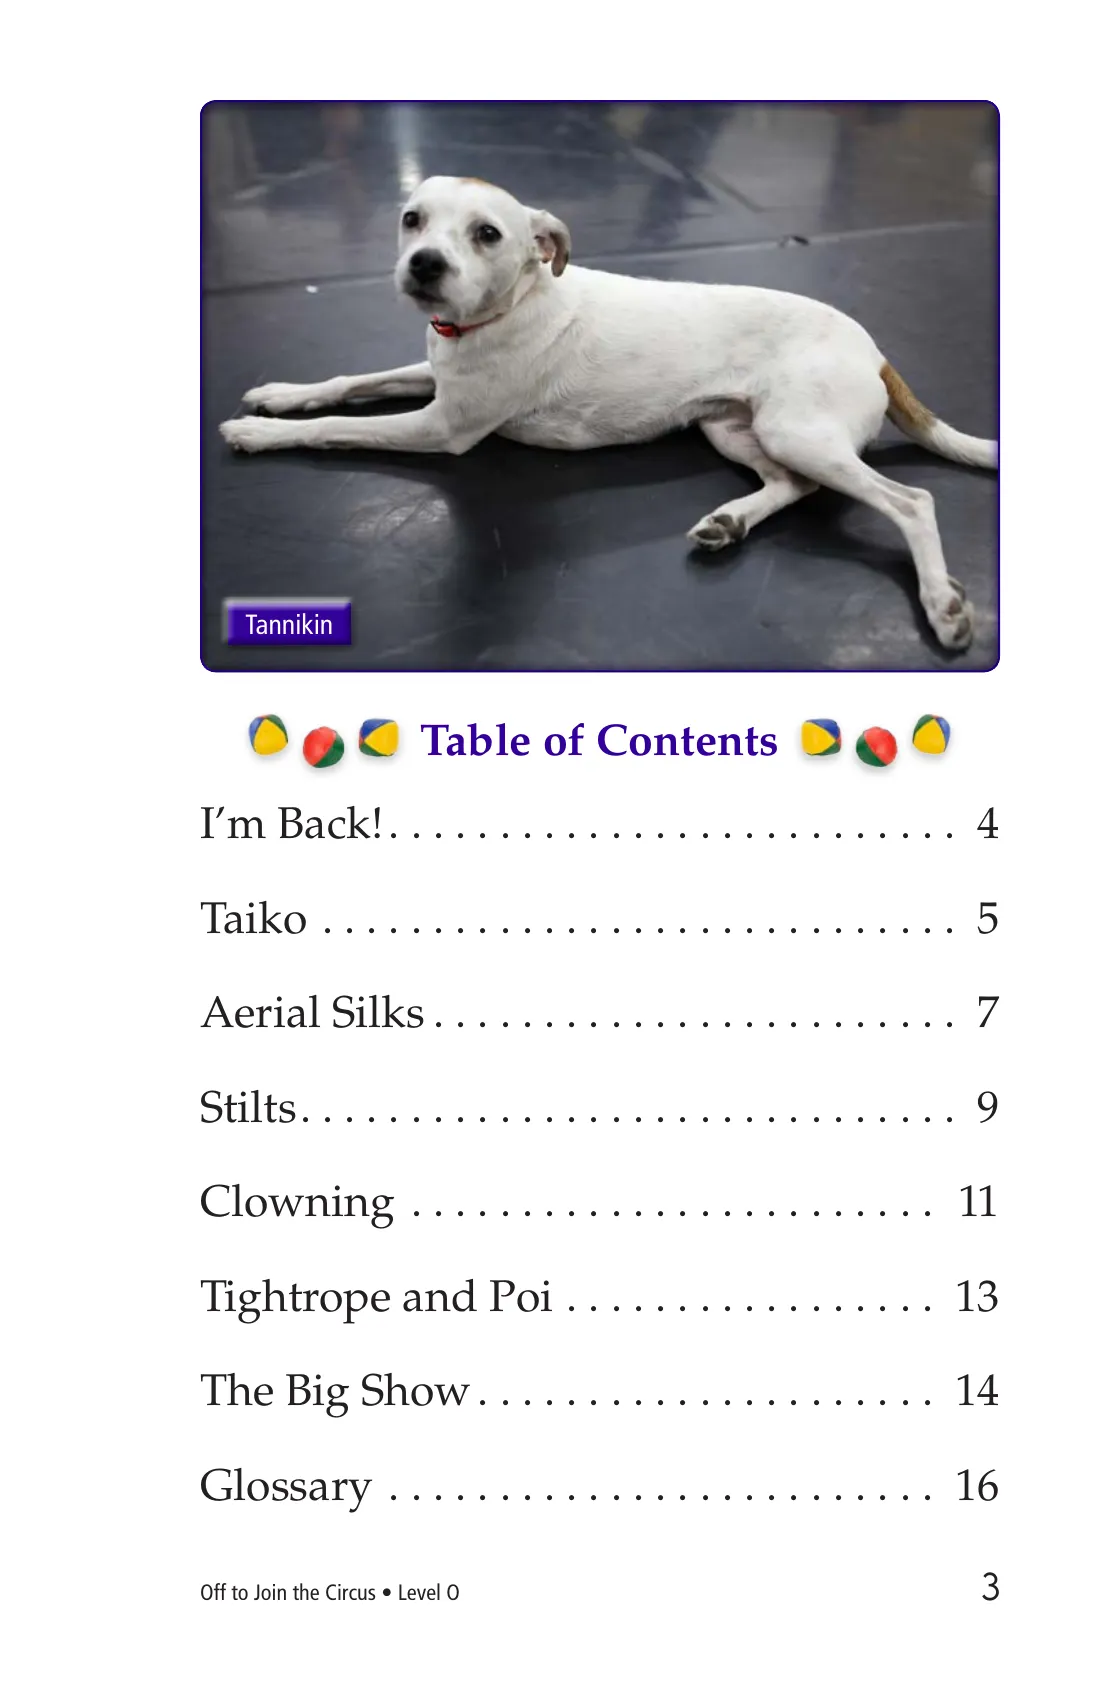 Tannikin
Table of Contents
I’m Back!. . . . . . . . . . . . . . . . . . . . . . . . . . 4
Taiko . . . . . . . . . . . . . . . . . . . . . . . . . . . . . 5
Aerial Silks . . . . . . . . . . . . . . . . . . . . . . . . 7
Stilts. . . . . . . . . . . . . . . . . . . . . . . . . . . . . . 9
Clowning . . . . . . . . . . . . . . . . . . . . . . . . 11
Tightrope and Poi . . . . . . . . . . . . . . . . . 13
The Big Show . . . . . . . . . . . . . . . . . . . . . 14
Glossary . . . . . . . . . . . . . . . . . . . . . . . . . 16
Off to Join the Circus • Level O
3